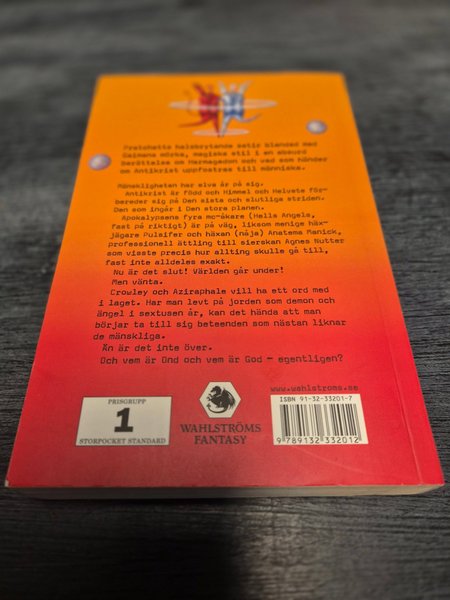 Pratchetts halsbrytande satir blandad med
Gaimans mörka, magiska stil i en absurd
berättelse om Harmagedon och vad som händer
om Antikrist uppfostras till människa.
Mänskligheten har elva år på sig.
Antikrist är född och Himmel och Helvete för-
bereder sig på Den sista och slutliga striden.
Den som ingår i Den stora planen.
Apokalypsens fyra mc-åkare (Hells Angels,
fast på riktigt) är på väg, liksom menige häx-
jägare Pulsifer och häxan (nåja) Anatema Manick,
professionell ättling till sierskan Agnes Nutter
som visste precis hur allting skulle gå till,
fast inte alldeles exakt.
Nu är det slut! Världen går under!
Men vänta.
Crowley och Aziraphale vill ha ett ord med
i laget. Har man levt på jorden som demon och
ängel i sextusen år, kan det hända att man
börjar ta till sig beteenden som nästan liknar
de mänskliga.
Än är det inte över.
Och vem är Ond och vem är God – egentligen?
www.wahlstroms.se
PRISGRUPP
1
STORPOCKET STANDARD
WAHLSTRÖMS
FANTASY
ISBN 91-32-33201-7
9 789132 332012